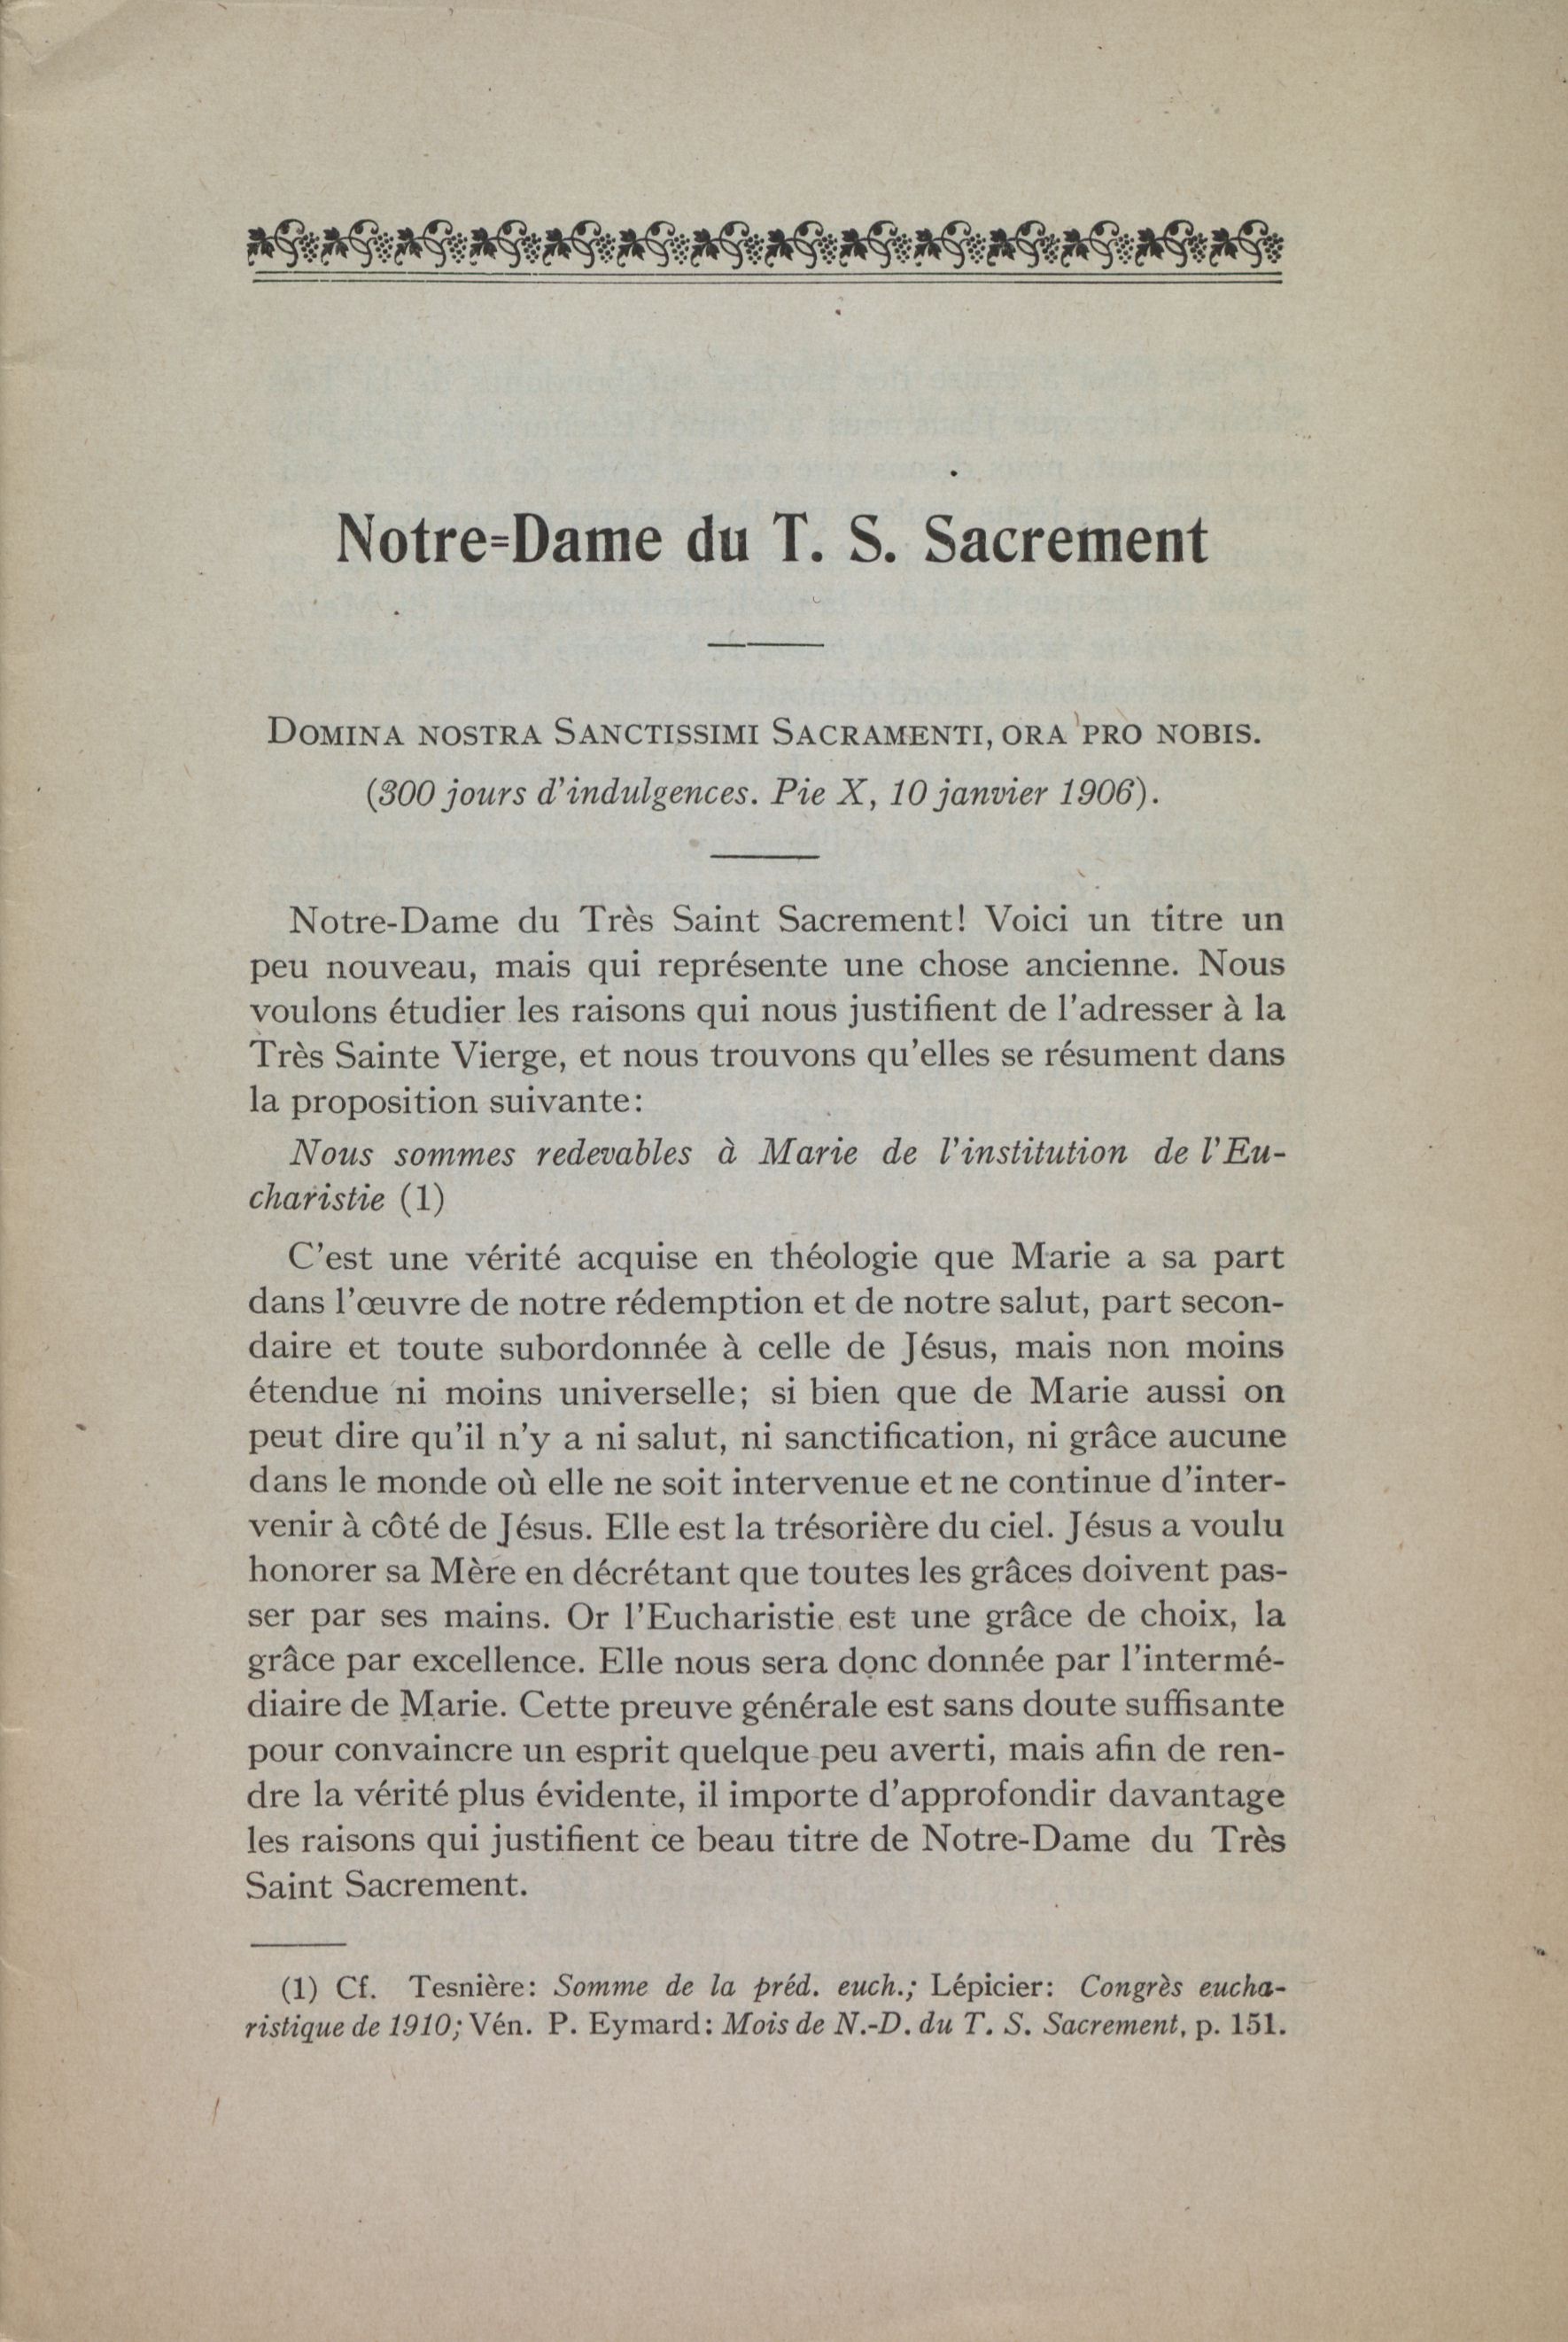 Notre=Dame du T. S. Sacrement
Domina nostra Sanctissimi Sacramenti, ora pro nobis.
(300 jours d'indulgences. Pie X, 10 janvier 1906).
Notre-Dame du Très Saint Sacrement! Voici un titre un
peu nouveau, mais qui représente une chose ancienne. Nous
voulons étudier les raisons qui nous justifient de l'adresser à la
Très Sainte Vierge, et nous trouvons qu'elles se résument dans
la proposition suivante:
Nous sommes redevables à Marie de l'institution de l'Eu-
charistie (1)
C'est une vérité acquise en théologie que Marie a sa part
dans l'œuvre de notre rédemption et de notre salut, part secon-
daire et toute subordonnée à celle de Jésus, mais non moins
étendue ni moins universelle; si bien que de Marie aussi on
peut dire qu'il n'y a ni salut, ni sanctification, ni grâce aucune
dans le monde où elle ne soit intervenue et ne continue d'inter-
venir à côté de Jésus. Elle est la trésorière du ciel. Jésus a voulu
honorer sa Mère en décrétant que toutes les grâces doivent pas-
ser par ses mains. Or l'Eucharistie est une grâce de choix, la
grâce par excellence. Elle nous sera donc donnée par l'intermé-
diaire de Marie. Cette preuve générale est sans doute suffisante
pour convaincre un esprit quelque peu averti, mais afin de ren-
dre la vérité plus évidente, il importe d'approfondir davantage
les raisons qui justifient ce beau titre de Notre-Dame du Très
Saint Sacrement.
(1) Cf. Tesnière: Somme de la préd. euch.; Lépicier: Congrès eucha-
ristique de 1910; Vén. P. Eymard: Mois de N.-D. du T. S. Sacrement, p. 151.